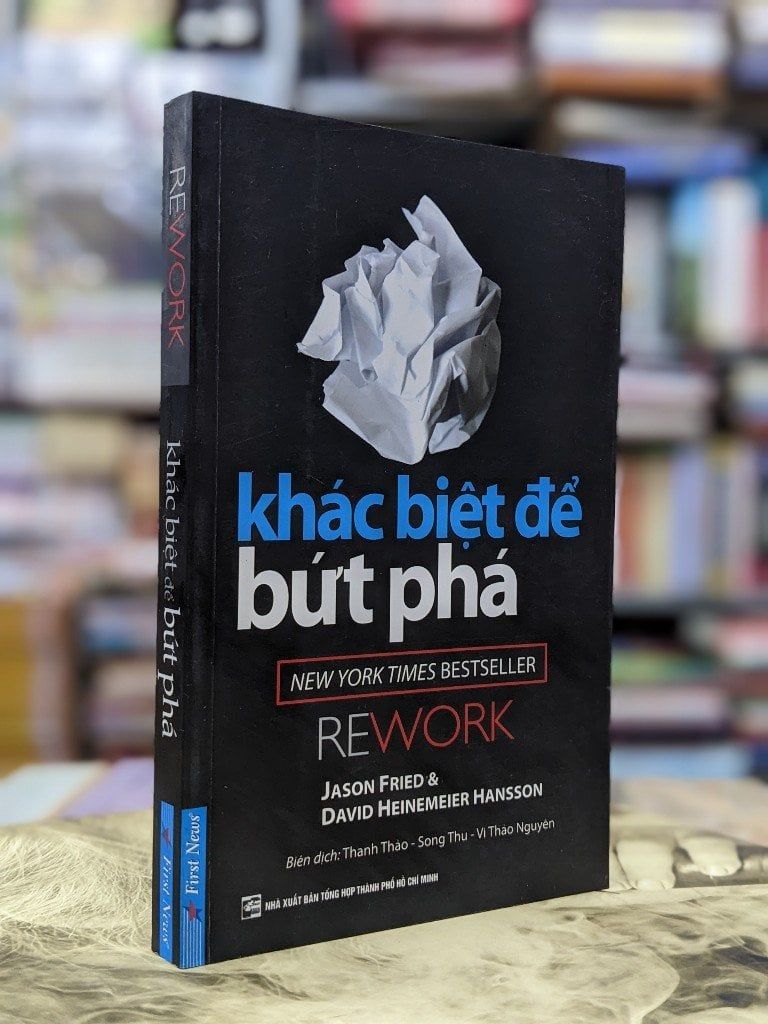 REWORK
khác biệt để bứt phá
First News
khác biệt để
bứt phá
NEW YORK TIMES BESTSELLER
REWORK
JASON FRIED &
DAVID HEINEMEIER HANSSON
Biên dịch: Thanh Thảo - Song Thu - Vi Thảo Nguyên
NHÀ XUẤT BẢN TỔNG HỢP THÀNH PHỐ HỒ CHÍ MINH
First News